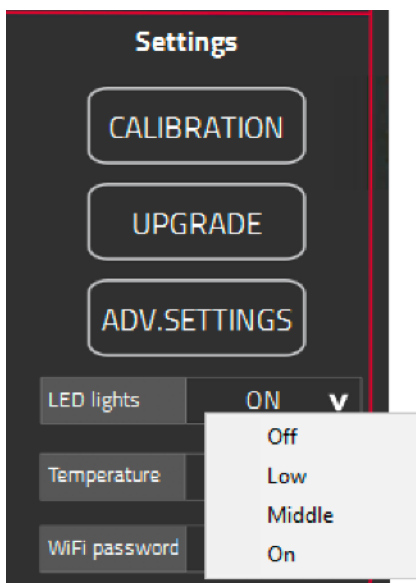 Settings
CALIBRATION
UPGRADE
ADV.SETTINGS
LED lights ON v
Off
Low
Temperature
Middle
On
WiFi password